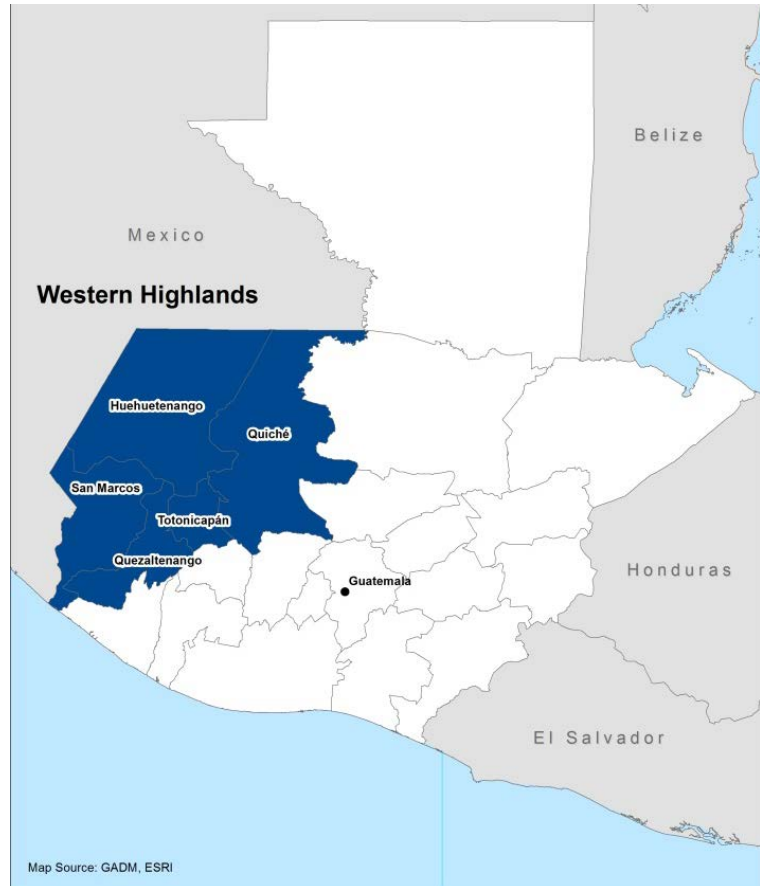 Belize
Mexico
Western Highlands
Huehuetenango
Quiché
San Marcos
Totonicapán
Quezaltenango
Guatemala
Honduras
El Salvador
Map Source: GADM, ESRI